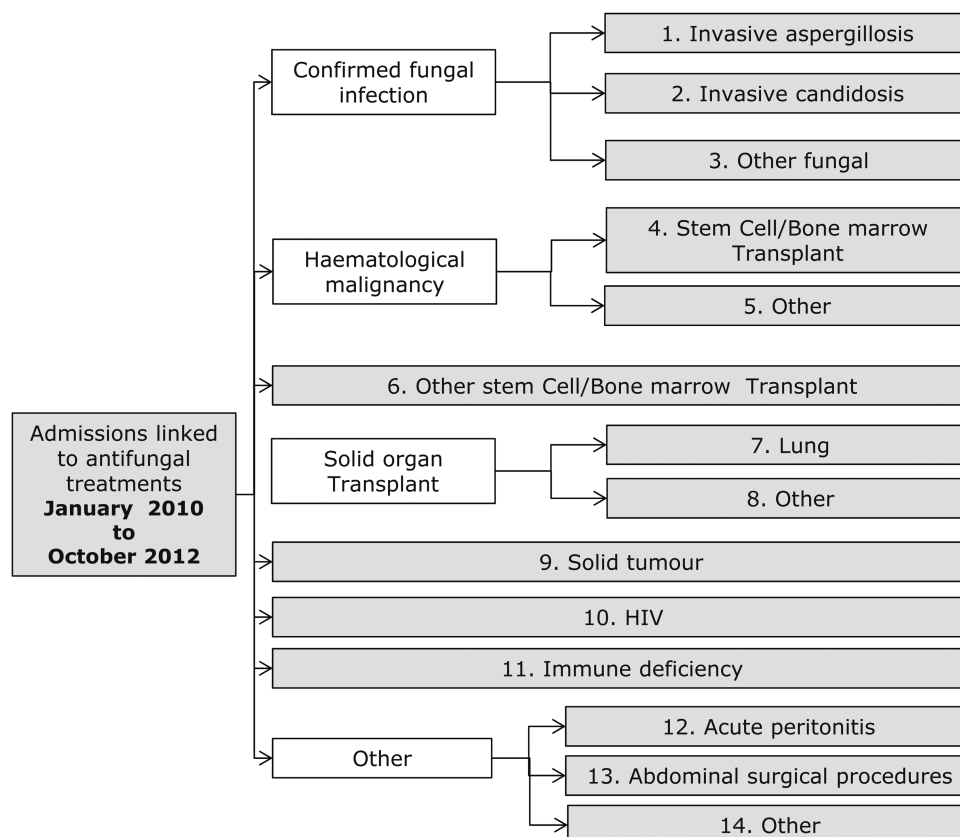 1. Invasive aspergillosis
Confirmed fungal
infection
2. Invasive candidosis
3. Other fungal
4. Stem Cell/Bone marrow
Transplant
Haematological
malignancy
5. Other
6. Other stem Cell/Bone marrow Transplant
Admissions linked
to antifungal
treatments
January 2010
to
October 2012
Solid organ
Transplant
7. Lung
8. Other
9. Solid tumour
10. HIV
11. Immune deficiency
Other
12. Acute peritonitis
13. Abdominal surgical procedures
14. Other